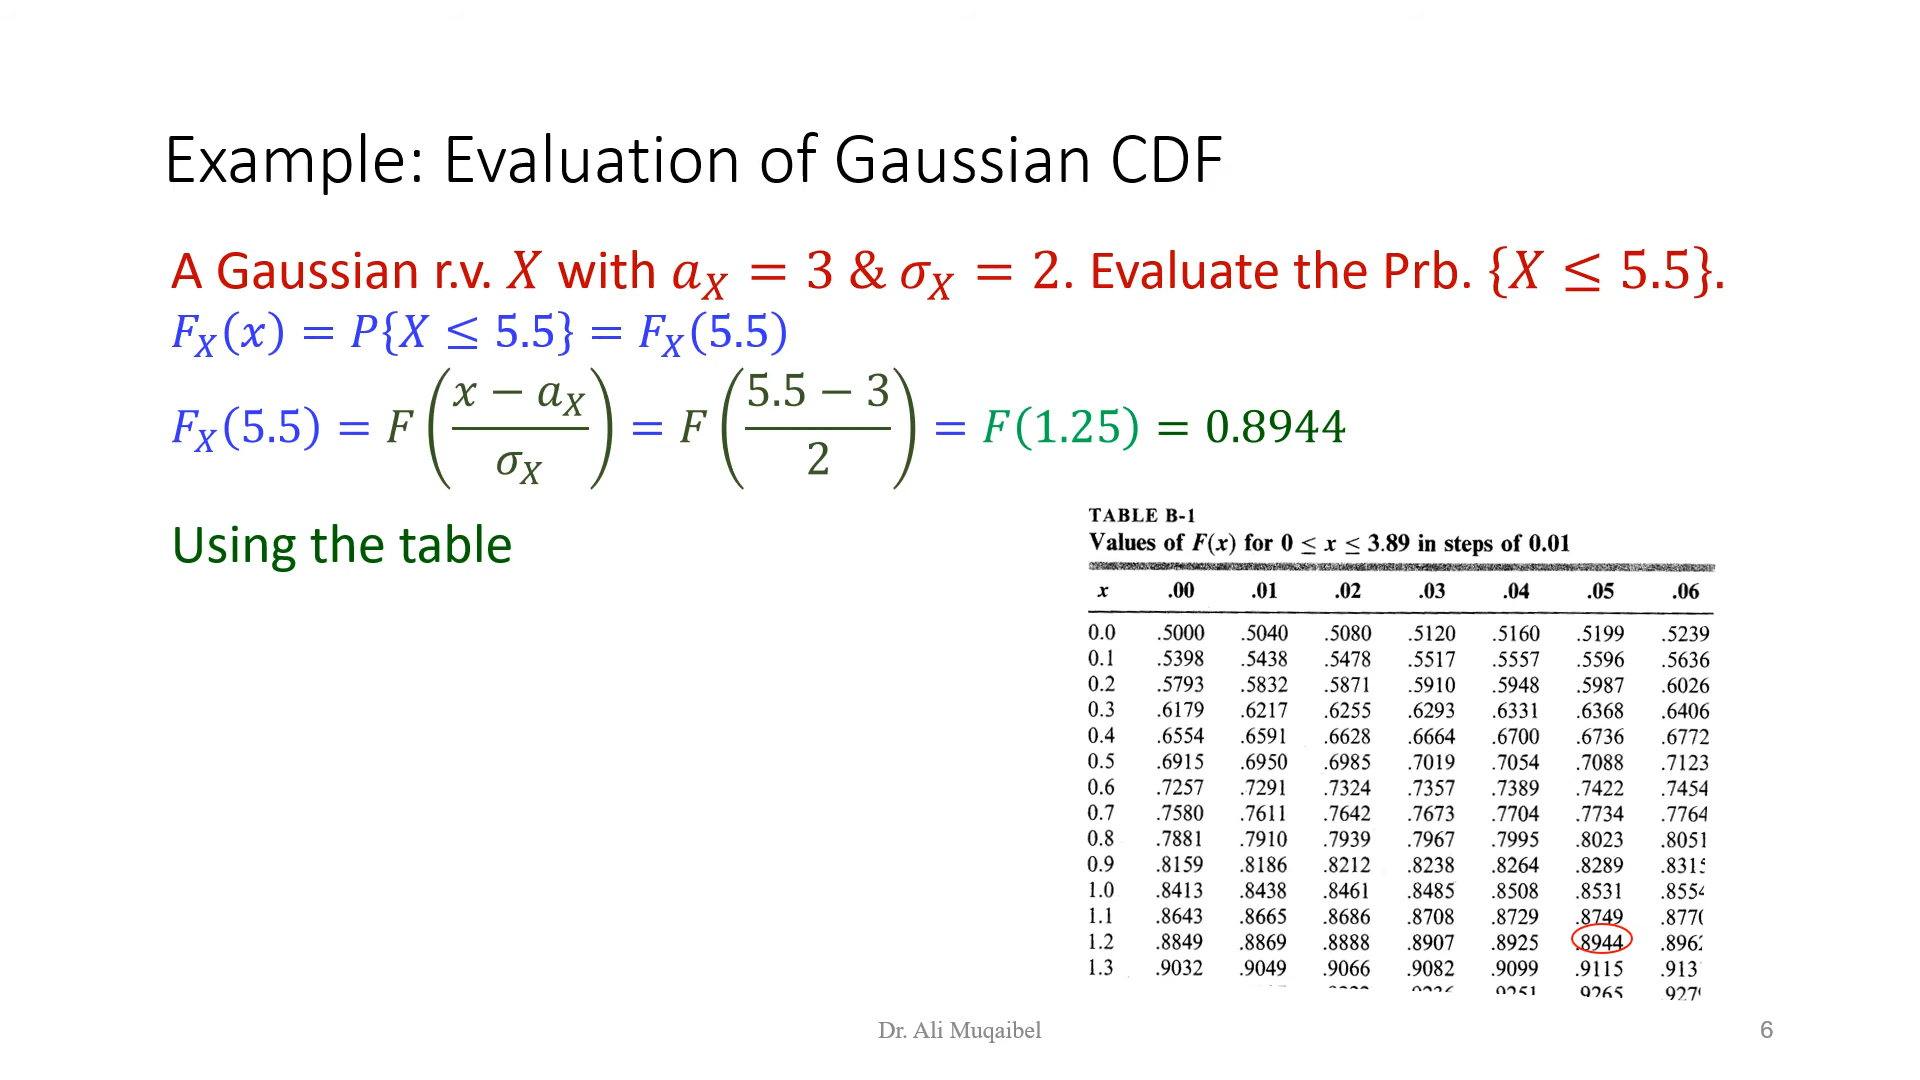 Example: Evaluation of Gaussian CDF
A Gaussian r.v. X with a_X = 3 & σ_X = 2. Evaluate the Prb. {X ≤ 5.5}.
F_X(x) = P{X ≤ 5.5} = F_X(5.5)
F_X(5.5) = F((x − a_X)/σ_X) = F((5.5 − 3)/2) = F(1.25) = 0.8944
Using the table
TABLE B-1
Values of F(x) for 0 ≤ x ≤ 3.89 in steps of 0.01
x .00 .01 .02 .03 .04 .05 .06
0.0 .5000 .5040 .5080 .5120 .5160 .5199 .5239
0.1 .5398 .5438 .5478 .5517 .5557 .5596 .5636
0.2 .5793 .5832 .5871 .5910 .5948 .5987 .6026
0.3 .6179 .6217 .6255 .6293 .6331 .6368 .6406
0.4 .6554 .6591 .6628 .6664 .6700 .6736 .6772
0.5 .6915 .6950 .6985 .7019 .7054 .7088 .7123
0.6 .7257 .7291 .7324 .7357 .7389 .7422 .7454
0.7 .7580 .7611 .7642 .7673 .7704 .7734 .7764
0.8 .7881 .7910 .7939 .7967 .7995 .8023 .8051
0.9 .8159 .8186 .8212 .8238 .8264 .8289
1.0 .8413 .8438 .8461 .8485 .8508 .8531
1.1 .8643 .8665 .8686 .8708 .8729 .8749
1.2 .8849 .8869 .8888 .8907 .8925 .8944
1.3 .9032 .9049 .9066 .9082 .9099 .9115
.9251 .9265
Dr. Ali Muqaibel
6